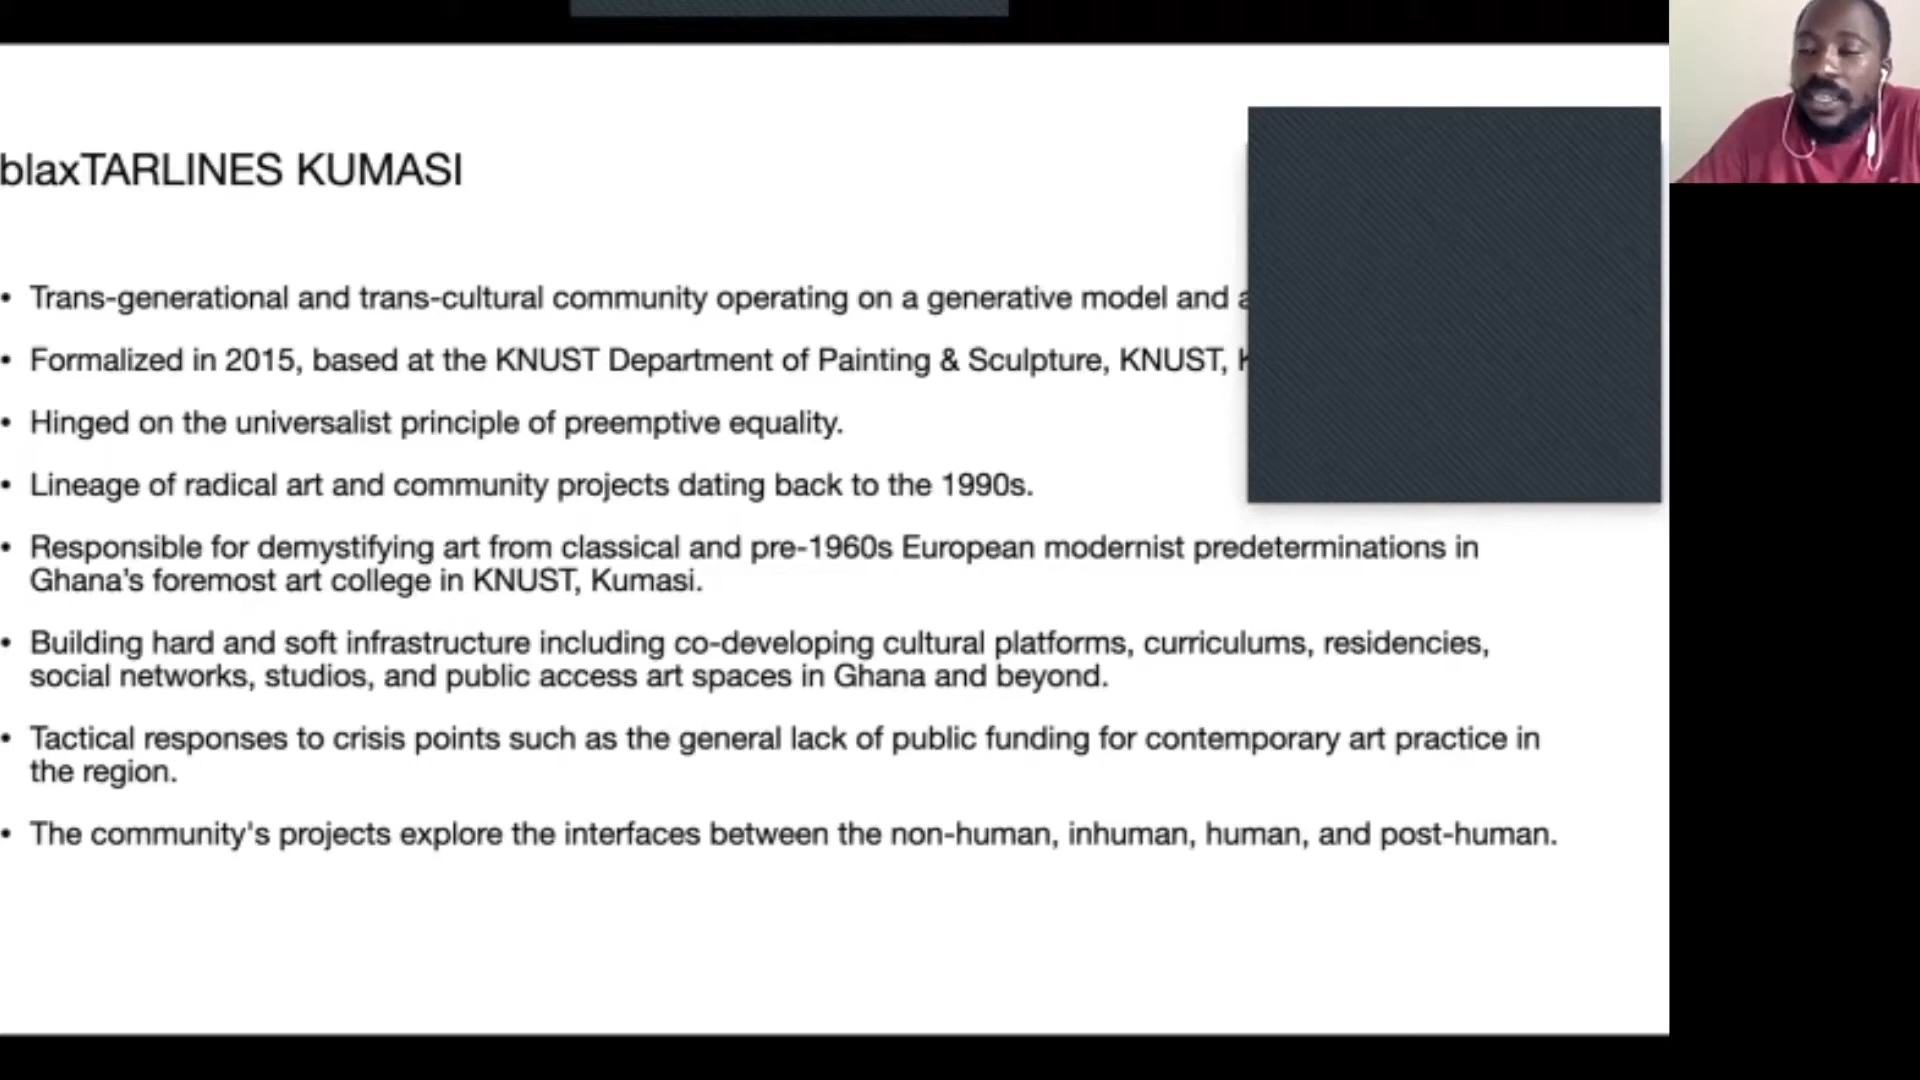 blaxTARLINES KUMASI
• Trans-generational and trans-cultural community operating on a generative model and
• Formalized in 2015, based at the KNUST Department of Painting & Sculpture, KNUST,
• Hinged on the universalist principle of preemptive equality.
• Lineage of radical art and community projects dating back to the 1990s.
• Responsible for demystifying art from classical and pre-1960s European modernist predeterminations in
Ghana’s foremost art college in KNUST, Kumasi.
• Building hard and soft infrastructure including co-developing cultural platforms, curriculums, residencies,
social networks, studios, and public access art spaces in Ghana and beyond.
• Tactical responses to crisis points such as the general lack of public funding for contemporary art practice in
the region.
• The community's projects explore the interfaces between the non-human, inhuman, human, and post-human.